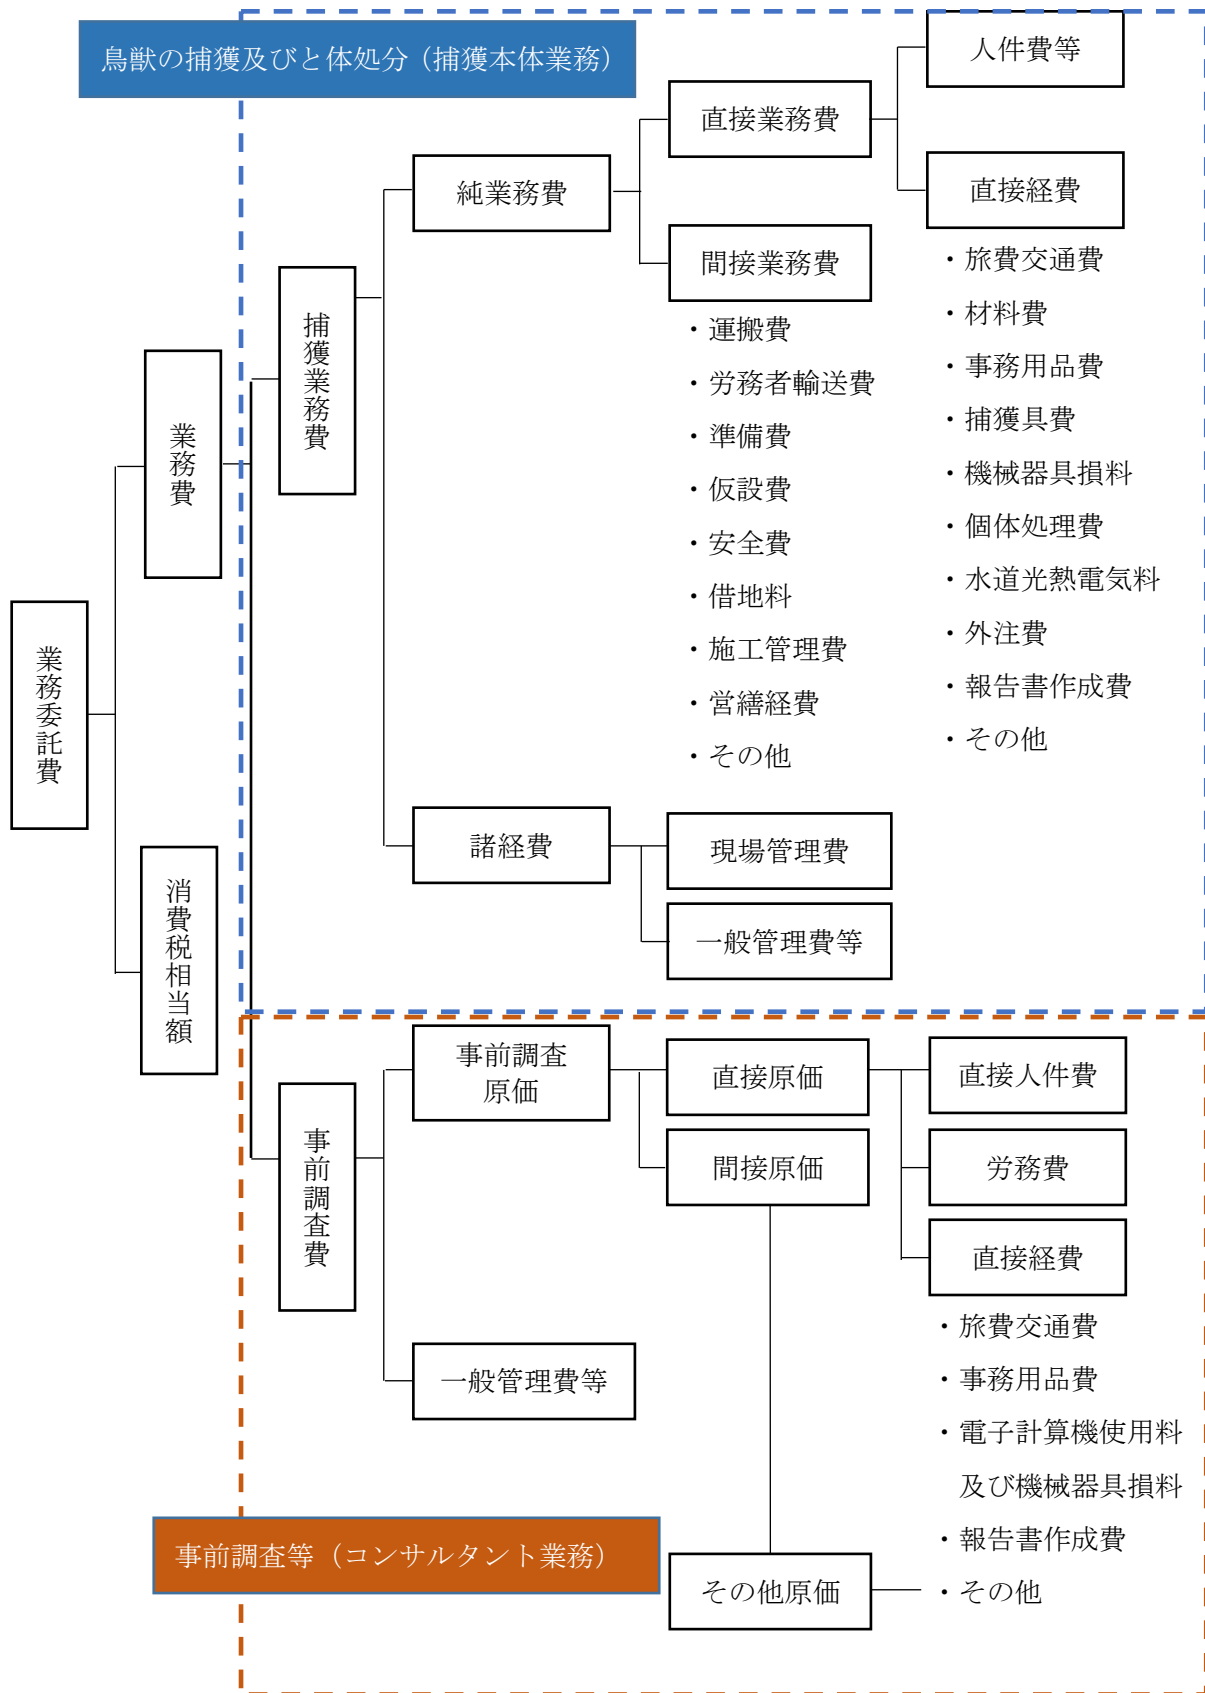 鳥獣の捕獲及びと体処分（捕獲本体業務）
業務委託費
業務費
消費税相当額
捕獲業務費
純業務費
直接業務費
人件費等
直接経費
・旅費交通費
・材料費
・事務用品費
・捕獲具費
・機械器具損料
・個体処理費
・水道光熱電気料
・外注費
・報告書作成費
・その他
間接業務費
・運搬費
・労務者輸送費
・準備費
・仮設費
・安全費
・借地料
・施工管理費
・営繕経費
・その他
諸経費
現場管理費
一般管理費等
事前調査費
事前調査
原価
直接原価
直接人件費
労務費
直接経費
・旅費交通費
・事務用品費
・電子計算機使用料
及び機械器具損料
・報告書作成費
・その他
間接原価
その他原価
一般管理費等
事前調査等（コンサルタント業務）